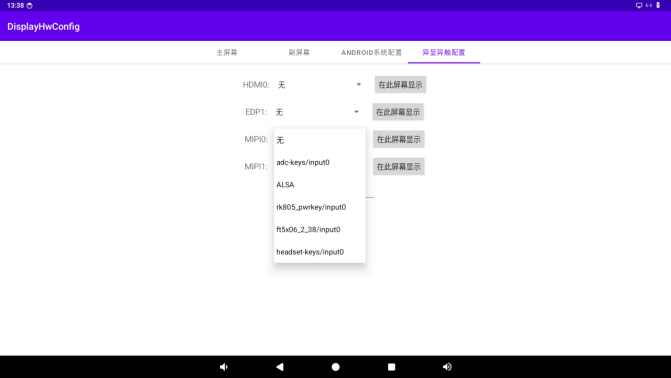 13:38
DisplayHwConfig
主屏幕 副屏幕 ANDROID系统配置 异显异触配置
HDMI0: 无 在此屏幕显示
EDP1: 无 在此屏幕显示
MIPI0: 无 在此屏幕显示
adc-keys/input0
MIPI1: 在此屏幕显示
ALSA
rk805_pwrkey/input0
ft5x06_2_38/input0
headset-keys/input0